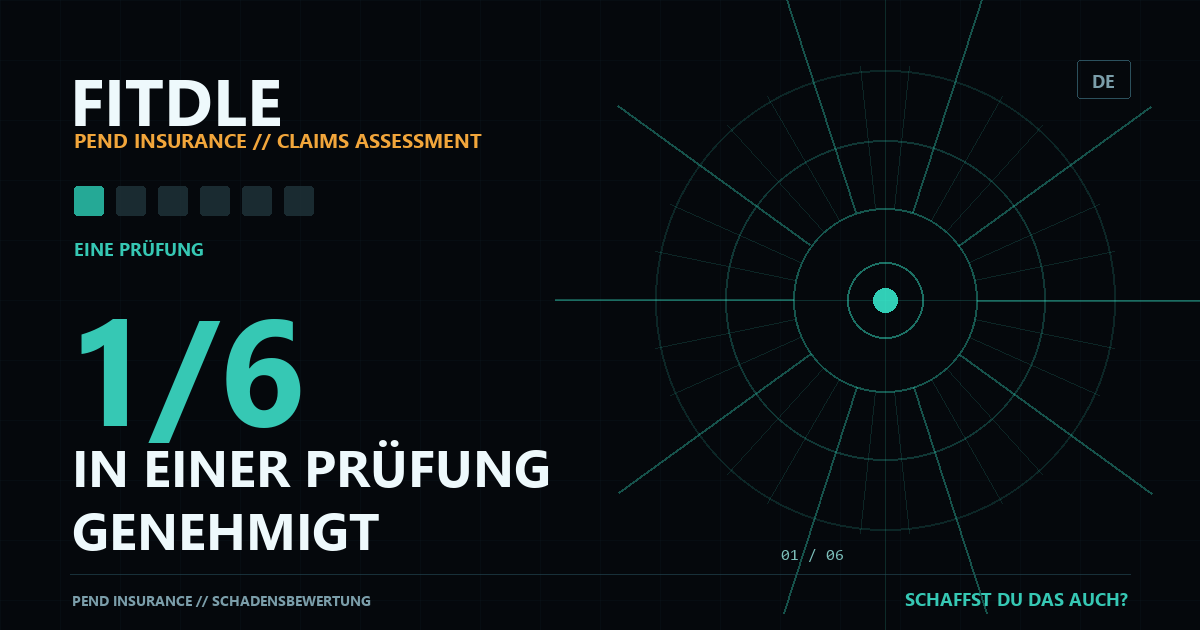 FITDLE
DE
PEND INSURANCE // CLAIMS ASSESSMENT
EINE PRÜFUNG
1/6
IN EINER PRÜFUNG
GENEHMIGT
01 / 06
PEND INSURANCE // SCHADENSBEWERTUNG
SCHAFFST DU DAS AUCH?